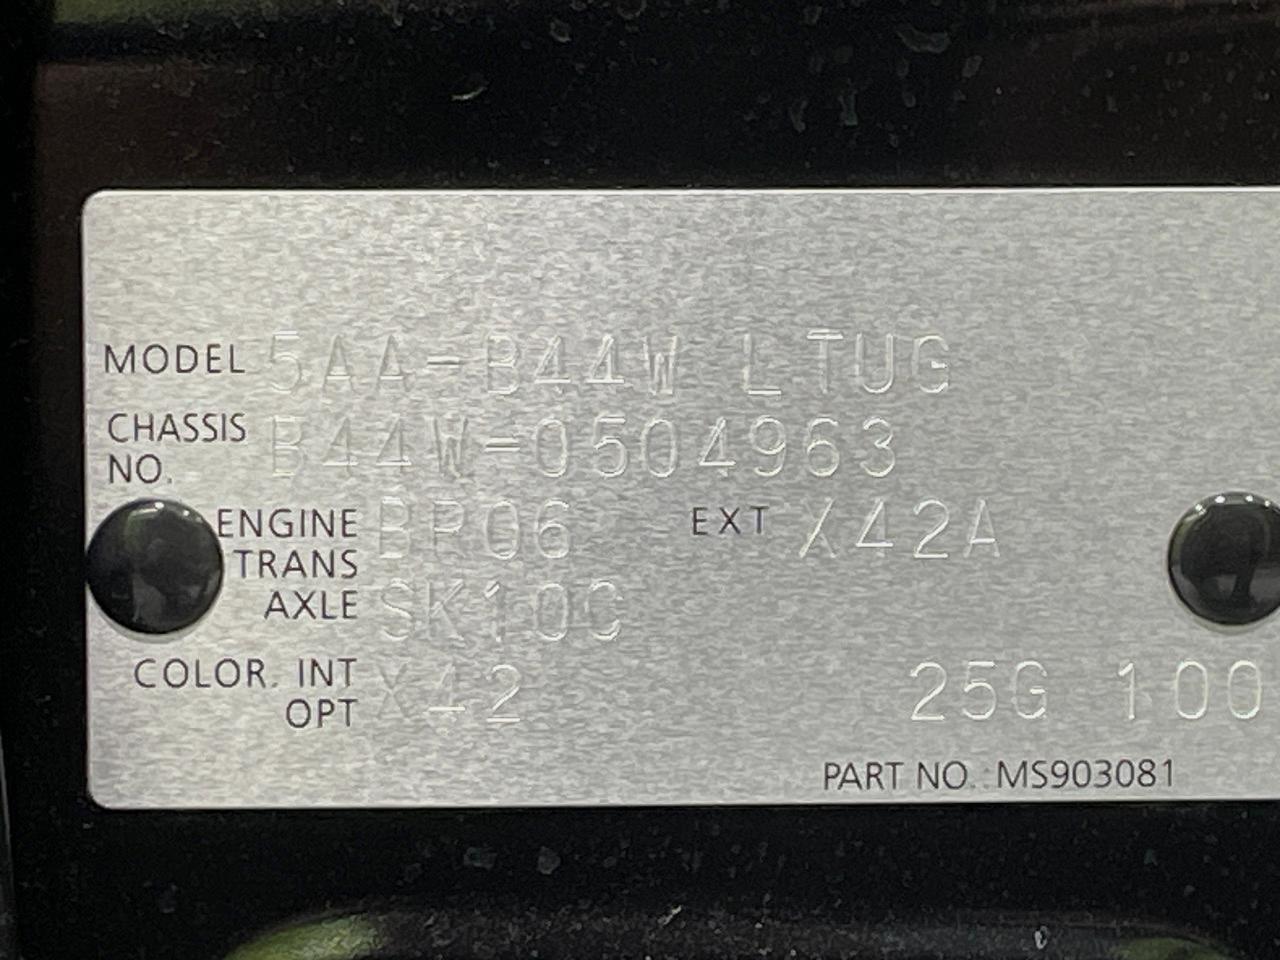 MODEL 5AA-B44W LTUG
CHASSIS NO. B44W-0504963
ENGINE BR06 EXT X42A
TRANS AXLE SK10C
COLOR. INT OPT X42 25G 100
PART NO. MS903081